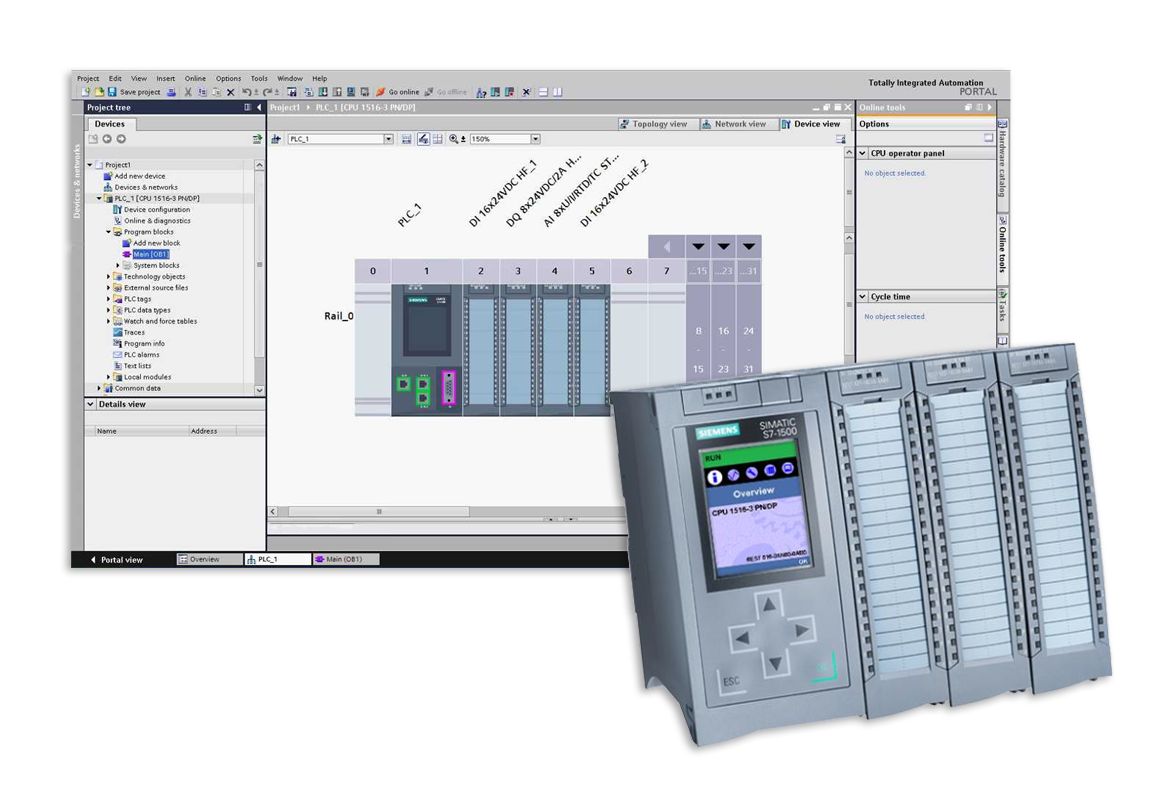 Project Edit View Insert Online Options Tools Window Help
Totally Integrated Automation
PORTAL
Save project Go online Go offline
Project tree
Project1 PLC_1 [CPU 1516-3 PN/DP]
Online tools
Devices
Topology view Network view Device view
Options
PLC_1 150%
CPU operator panel
No object selected.
Cycle time
No object selected.
Devices & networks
Project1
Add new device
Devices & networks
PLC_1 [CPU 1516-3 PN/DP]
Device configuration
Online & diagnostics
Program blocks
Add new block
Main [OB1]
System blocks
Technology objects
External source files
PLC tags
PLC data types
Watch and force tables
Traces
Program info
PLC alarms
Text lists
Local modules
Common data
Details view
Name Address
PLC_1
DI 16x24VDC HF_1
DQ 8x24VDC/2A H...
AI 8xU/I/RTD/TC ST...
DI 16x24VDC HF_2
0 1 2 3 4 5 6 7 ...15 ...23 ...31
Rail_0
SIEMENS
8 16 24
- - -
15 23 31
Hardware catalog
Online tools
Tasks
Portal view Overview PLC_1 Main (OB1)
SIEMENS
SIMATIC
S7-1500
RUN
Overview
CPU 1516-3 PN/DP
OK
ESC
OK